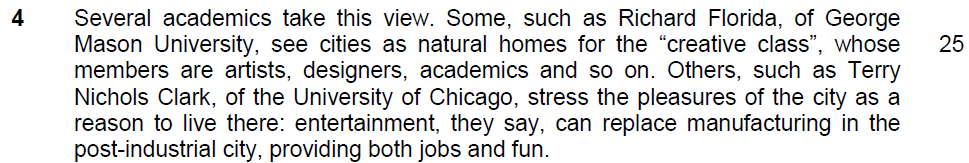 4 Several academics take this view. Some, such as Richard Florida, of George
Mason University, see cities as natural homes for the “creative class”, whose 25
members are artists, designers, academics and so on. Others, such as Terry
Nichols Clark, of the University of Chicago, stress the pleasures of the city as a
reason to live there: entertainment, they say, can replace manufacturing in the
post-industrial city, providing both jobs and fun.